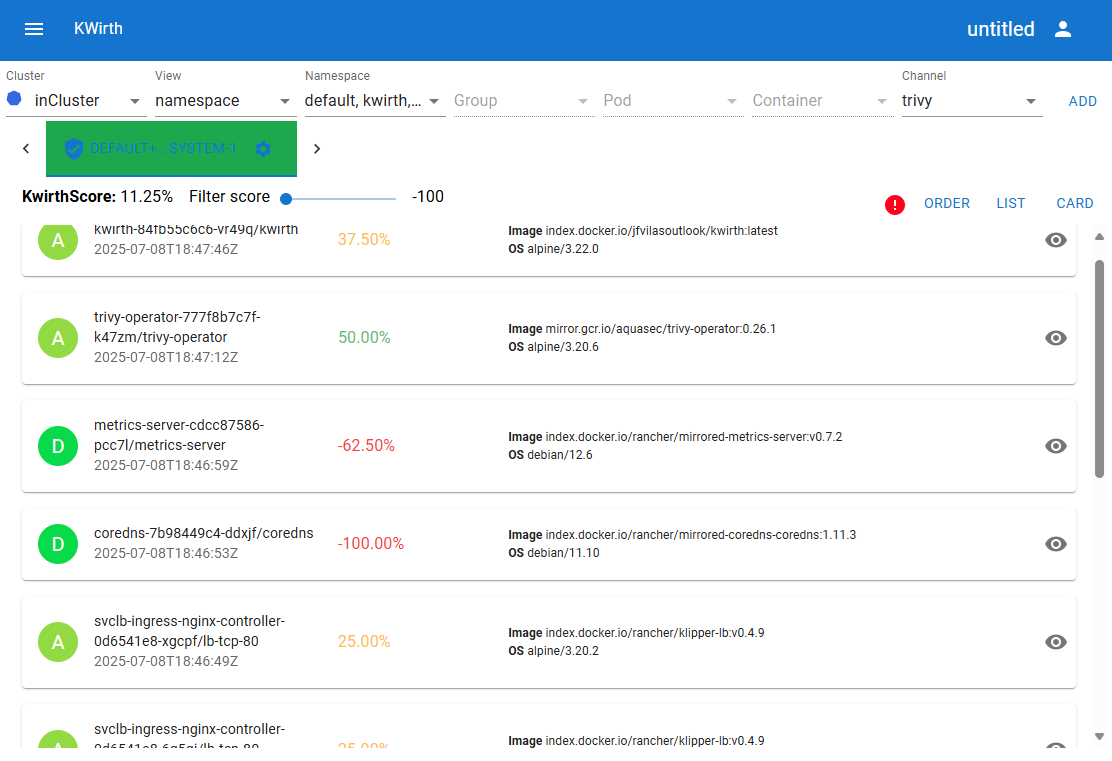 KWirth
untitled
Cluster
View
Namespace
Channel
inCluster
namespace
default, kwirth,...
Group
Pod
Container
trivy
ADD
DEFAULT+...SYSTEM-1
KwirthScore: 11.25%
Filter score
-100
!
ORDER
LIST
CARD
A
kwirth-84fb55c6c6-vr49q/kwirth
2025-07-08T18:47:46Z
37.50%
Image index.docker.io/jfvilasoutlook/kwirth:latest
OS alpine/3.22.0
A
trivy-operator-777f8b7c7f-
k47zm/trivy-operator
2025-07-08T18:47:12Z
50.00%
Image mirror.gcr.io/aquasec/trivy-operator:0.26.1
OS alpine/3.20.6
D
metrics-server-cdcc87586-
pcc7l/metrics-server
2025-07-08T18:46:59Z
-62.50%
Image index.docker.io/rancher/mirrored-metrics-server:v0.7.2
OS debian/12.6
D
coredns-7b98449c4-ddxjf/coredns
2025-07-08T18:46:53Z
-100.00%
Image index.docker.io/rancher/mirrored-coredns-coredns:1.11.3
OS debian/11.10
A
svclb-ingress-nginx-controller-
0d6541e8-xgcpf/lb-tcp-80
2025-07-08T18:46:49Z
25.00%
Image index.docker.io/rancher/klipper-lb:v0.4.9
OS alpine/3.20.2
A
svclb-ingress-nginx-controller-
25.00%
Image index.docker.io/rancher/klipper-lb:v0.4.9